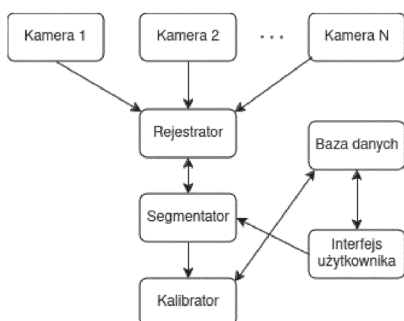 Kamera 1
Kamera 2
...
Kamera N
Rejestrator
Baza danych
Segmentator
Interfejs
użytkownika
Kalibrator